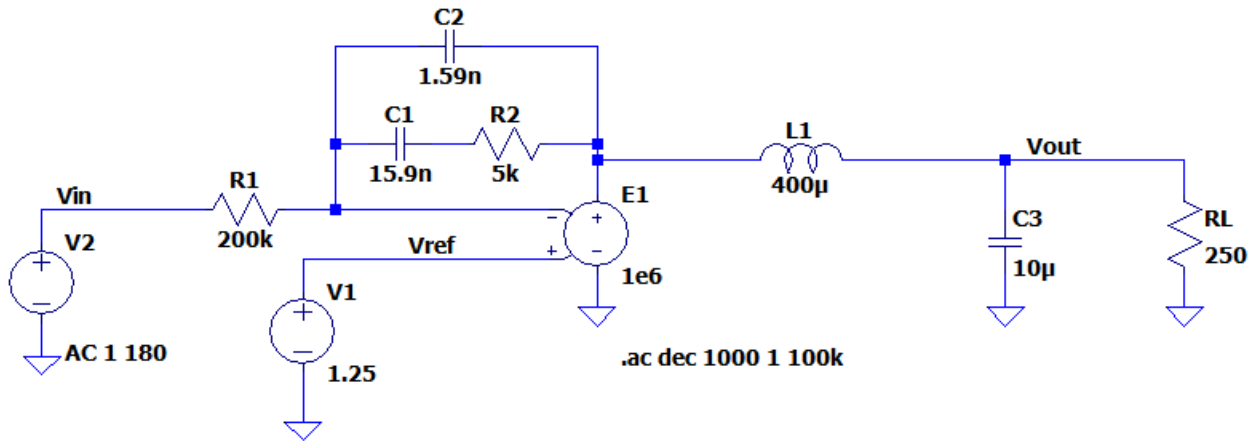 C2
1.59n
C1
R2
15.9n
5k
L1
Vout
400µ
Vin
R1
E1
C3
RL
V2
200k
Vref
10µ
250
1e6
V1
AC 1 180
1.25
.ac dec 1000 1 100k